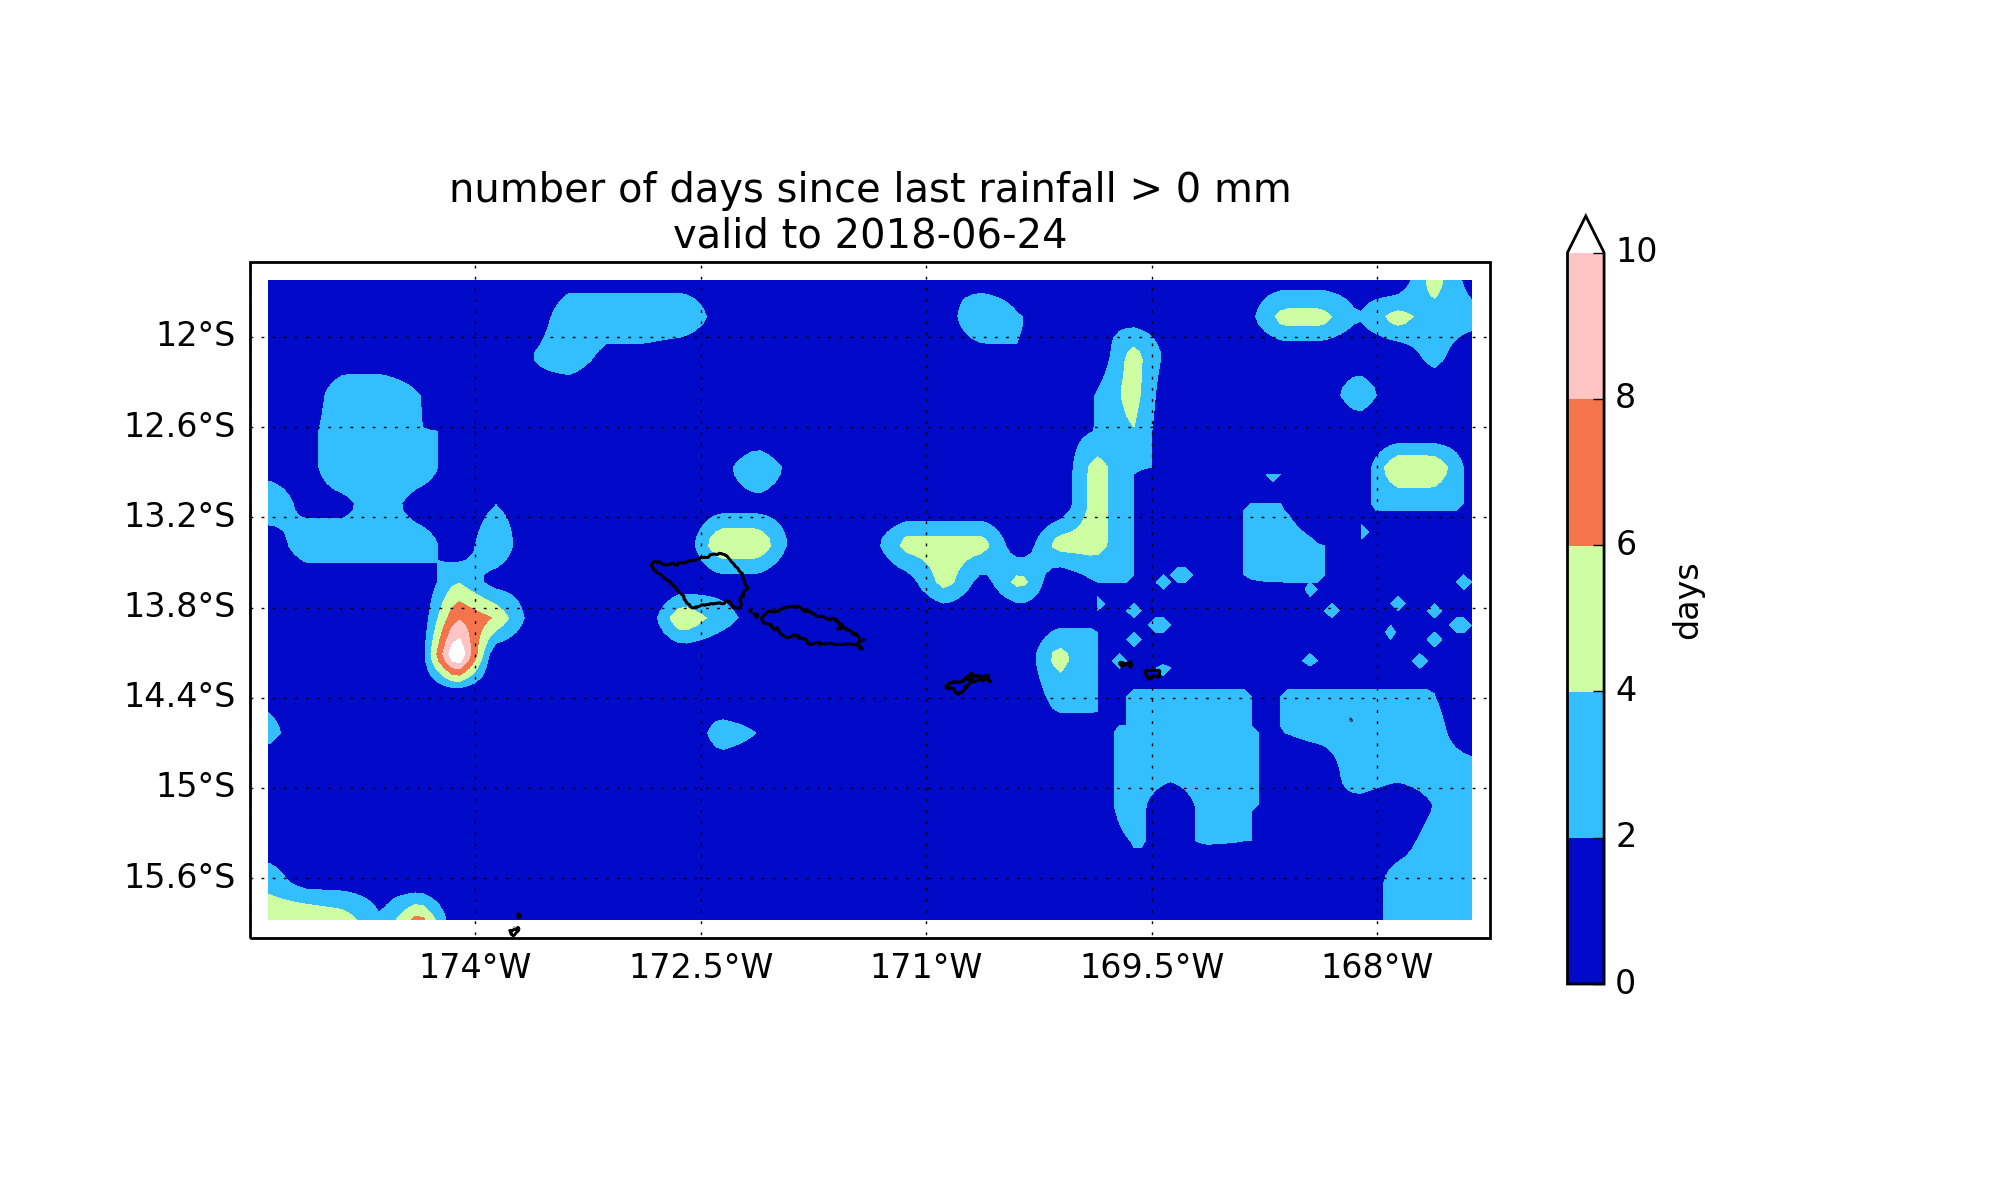 number of days since last rainfall > 0 mm
valid to 2018-06-24
12°S
12.6°S
13.2°S
13.8°S
14.4°S
15°S
15.6°S
174°W
172.5°W
171°W
169.5°W
168°W
10
8
6
4
2
0
days